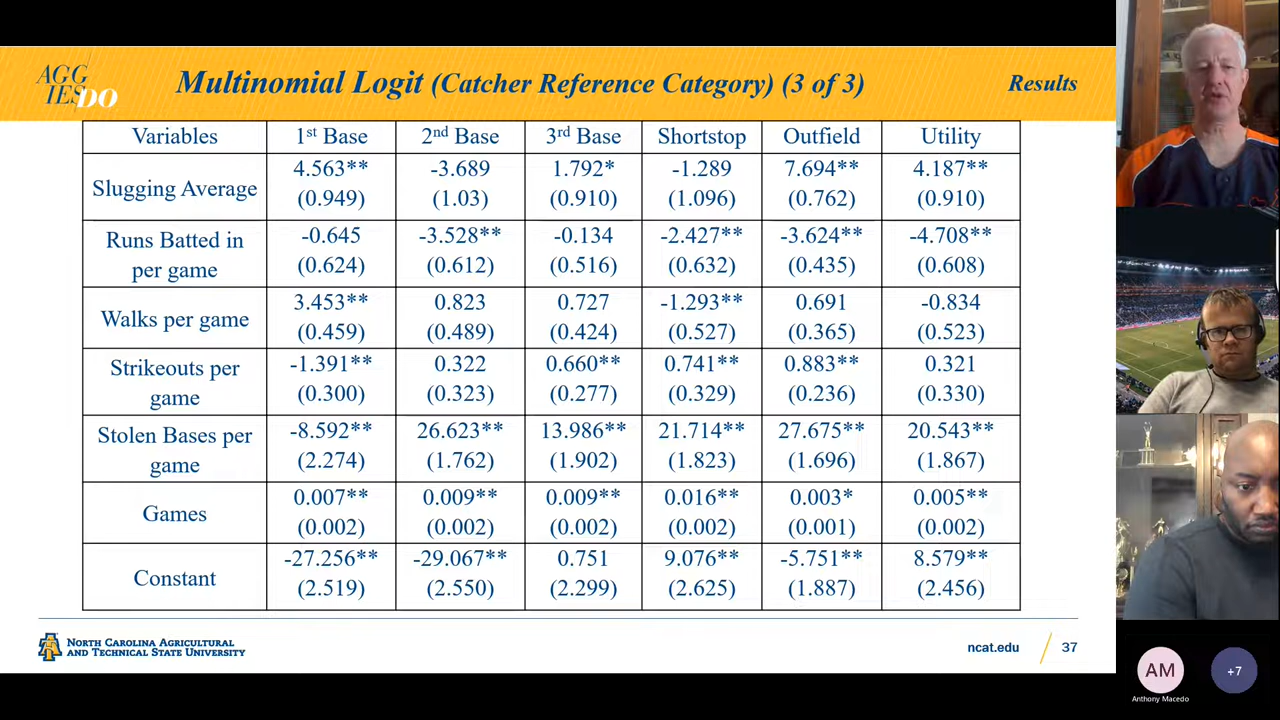 AGG
IES DO
Multinomial Logit (Catcher Reference Category) (3 of 3)
Results
Variables 1st Base 2nd Base 3rd Base Shortstop Outfield Utility
Slugging Average 4.563** -3.689 1.792* -1.289 7.694** 4.187**
(0.949) (1.03) (0.910) (1.096) (0.762) (0.910)
Runs Batted in -0.645 -3.528** -0.134 -2.427** -3.624** -4.708**
per game (0.624) (0.612) (0.516) (0.632) (0.435) (0.608)
Walks per game 3.453** 0.823 0.727 -1.293** 0.691 -0.834
(0.459) (0.489) (0.424) (0.527) (0.365) (0.523)
Strikeouts per -1.391** 0.322 0.660** 0.741** 0.883** 0.321
game (0.300) (0.323) (0.277) (0.329) (0.236) (0.330)
Stolen Bases per -8.592** 26.623** 13.986** 21.714** 27.675** 20.543**
game (2.274) (1.762) (1.902) (1.823) (1.696) (1.867)
Games 0.007** 0.009** 0.009** 0.016** 0.003* 0.005**
(0.002) (0.002) (0.002) (0.002) (0.001) (0.002)
Constant -27.256** -29.067** 0.751 9.076** -5.751** 8.579**
(2.519) (2.550) (2.299) (2.625) (1.887) (2.456)
NORTH CAROLINA AGRICULTURAL
AND TECHNICAL STATE UNIVERSITY
ncat.edu 37
AM
+7
Anthony Macedo